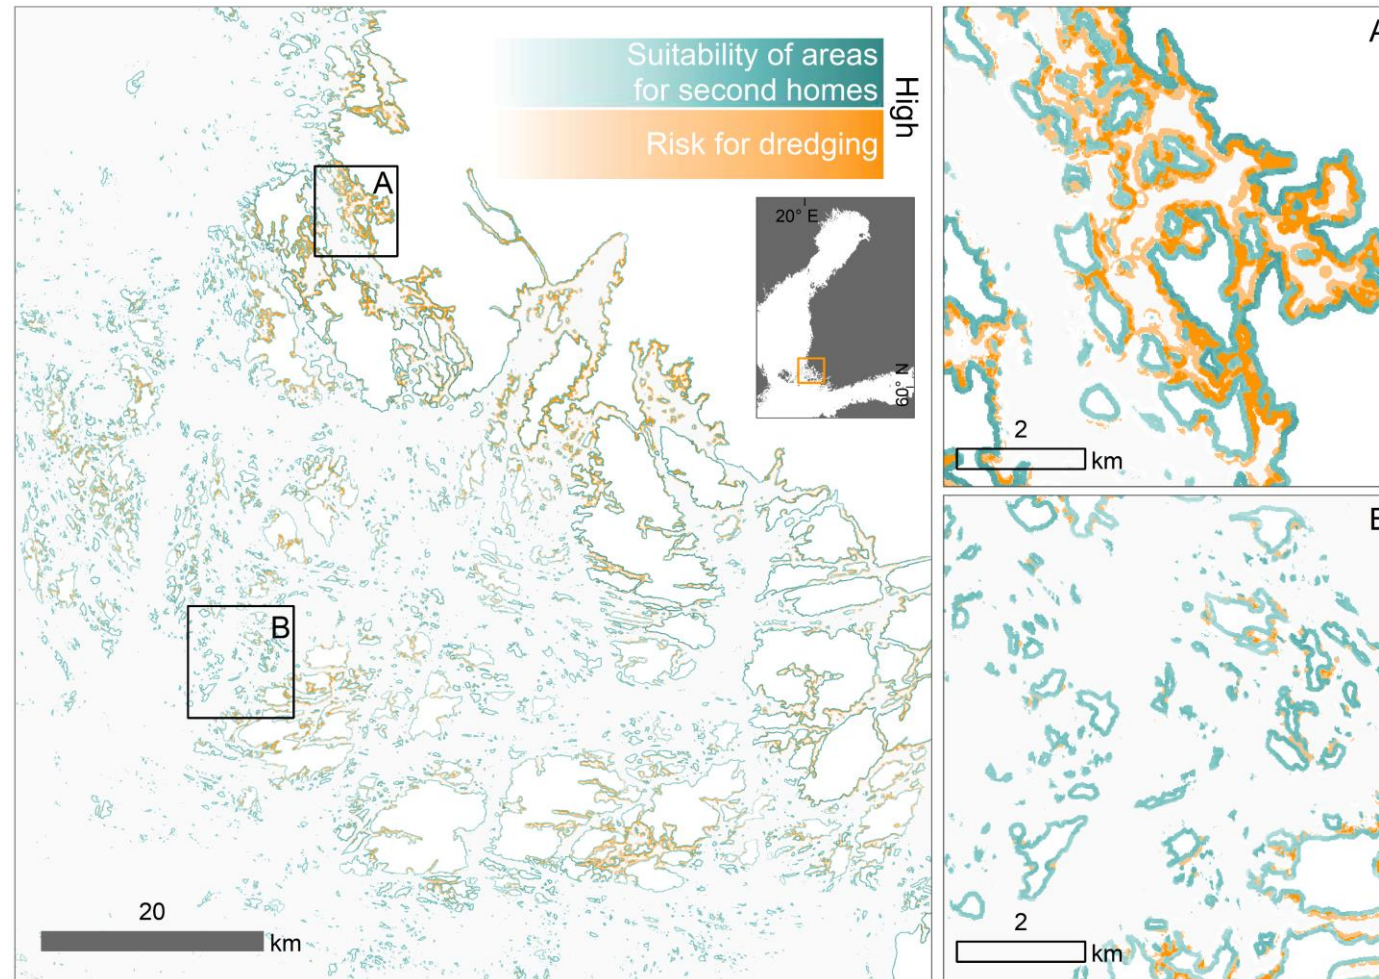 Suitability of areas
for second homes
High
Risk for dredging
A
20° E
60° N
B
20
km
A
2
km
2
km